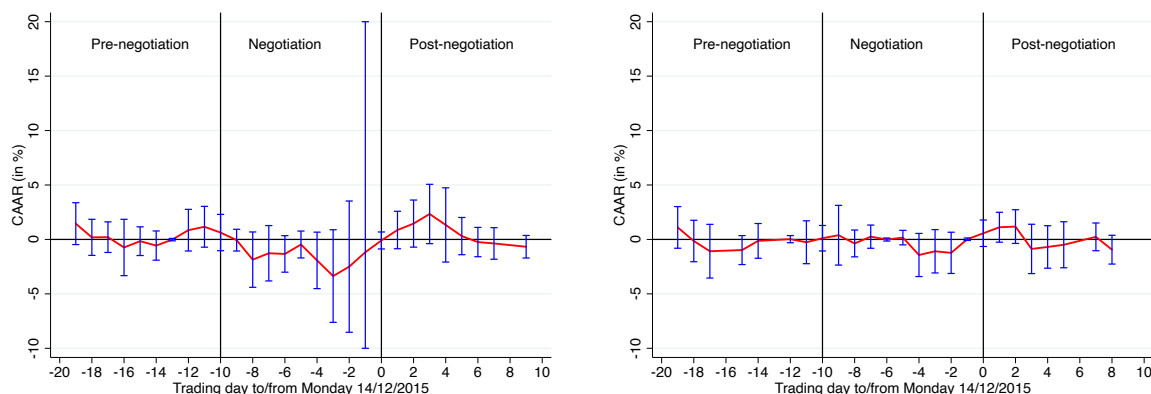 20
15
10
5
0
-5
-10
CAAR (in %)
Pre-negotiation Negotiation Post-negotiation
-20 -18 -16 -14 -12 -10 -8 -6 -4 -2 0 2 4 6 8 10
Trading day to/from Monday 14/12/2015
20
15
10
5
0
-5
-10
CAAR (in %)
Pre-negotiation Negotiation Post-negotiation
-20 -18 -16 -14 -12 -10 -8 -6 -4 -2 0 2 4 6 8 10
Trading day to/from Monday 14/12/2015